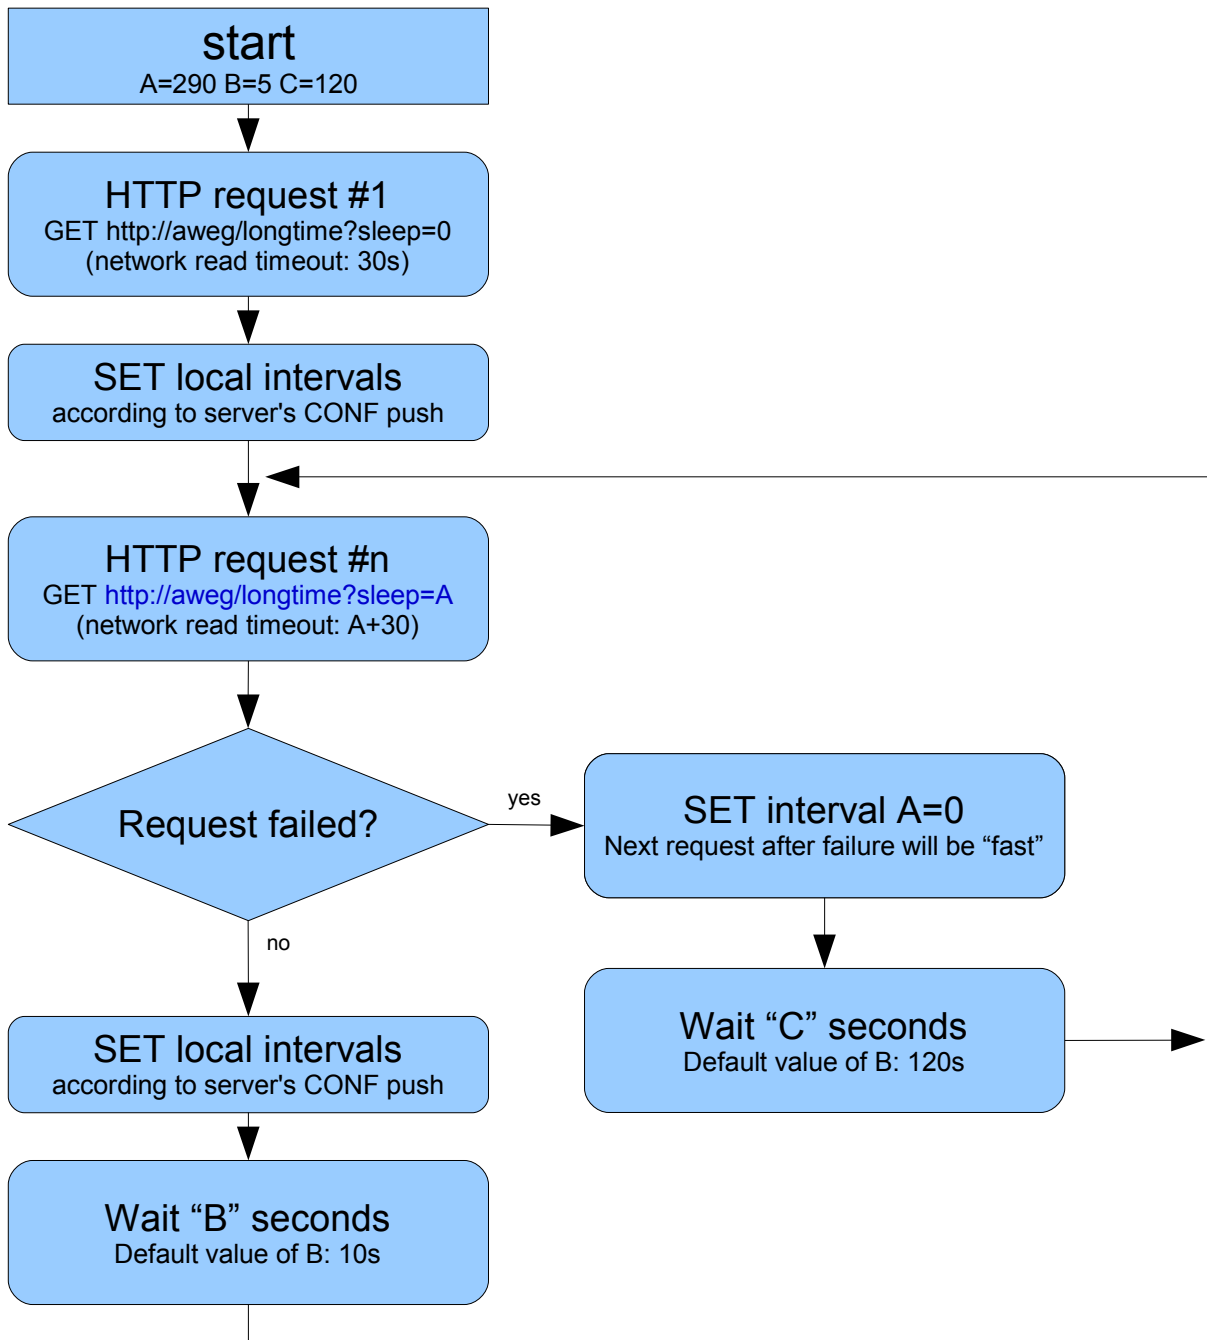 start
A=290 B=5 C=120
HTTP request #1
GET http://aweg/longtime?sleep=0
(network read timeout: 30s)
SET local intervals
according to server's CONF push
HTTP request #n
GET http://aweg/longtime?sleep=A
(network read timeout: A+30)
Request failed?
yes
SET interval A=0
Next request after failure will be “fast”
no
Wait “C” seconds
Default value of B: 120s
SET local intervals
according to server's CONF push
Wait “B” seconds
Default value of B: 10s